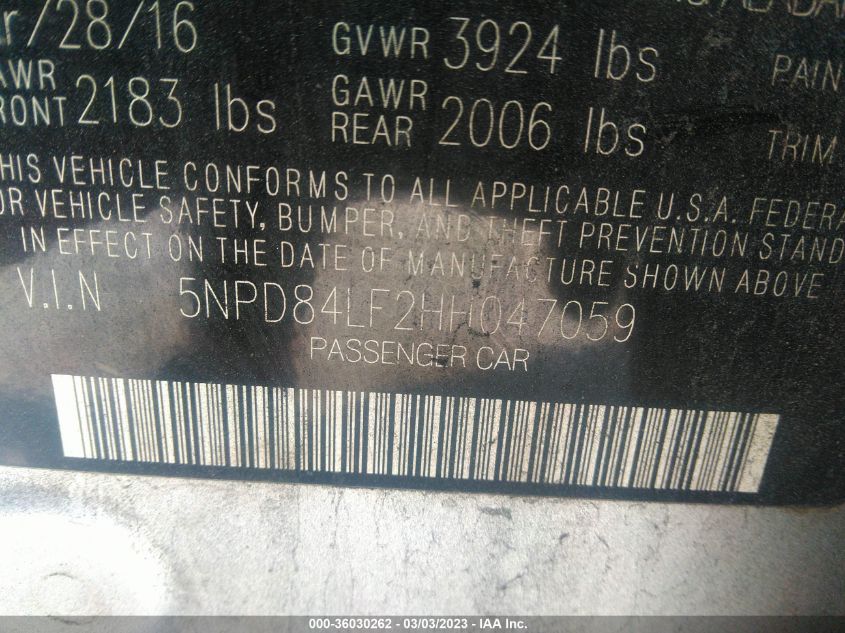 /28/16 GVWR 3924 lbs PAIN
AWR FRONT 2183 lbs GAWR REAR 2006 lbs TRIM
HIS VEHICLE CONFORMS TO ALL APPLICABLE U.S.A. FEDERA
OR VEHICLE SAFETY, BUMPER, AND THEFT PREVENTION STAND
IN EFFECT ON THE DATE OF MANUFACTURE SHOWN ABOVE
V.I.N 5NPD84LF2HH047059
PASSENGER CAR
000-36030262 - 03/03/2023 - IAA Inc.